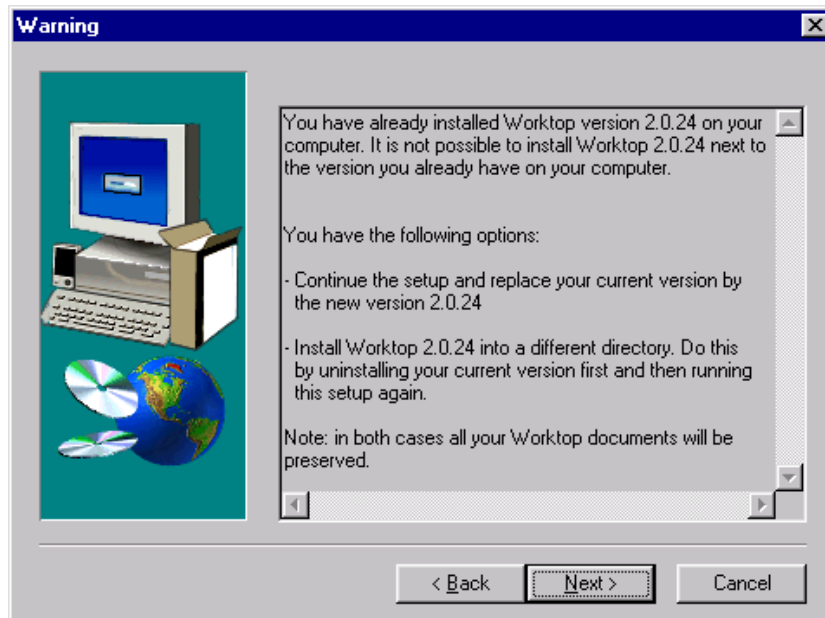 Warning
You have already installed Worktop version 2.0.24 on your
computer. It is not possible to install Worktop 2.0.24 next to
the version you already have on your computer.
You have the following options:
- Continue the setup and replace your current version by
the new version 2.0.24
- Install Worktop 2.0.24 into a different directory. Do this
by uninstalling your current version first and then running
this setup again.
Note: in both cases all your Worktop documents will be
preserved.
< Back
Next >
Cancel